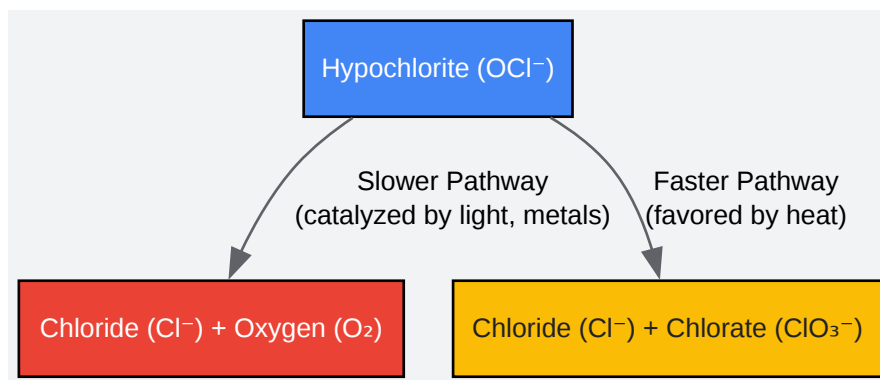 Hypochlorite (OCl⁻)
Slower Pathway
(catalyzed by light, metals)
Faster Pathway
(favored by heat)
Chloride (Cl⁻) + Oxygen (O₂)
Chloride (Cl⁻) + Chlorate (ClO₃⁻)